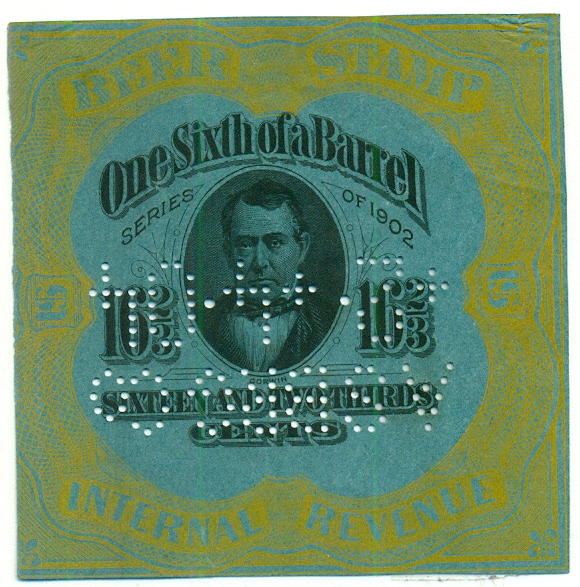 BEER STAMP
One Sixth of a Barrel
SERIES OF 1902
16 2/3 16 2/3
CORWIN
SIXTEEN AND TWO THIRDS
CENTS
INTERNAL REVENUE